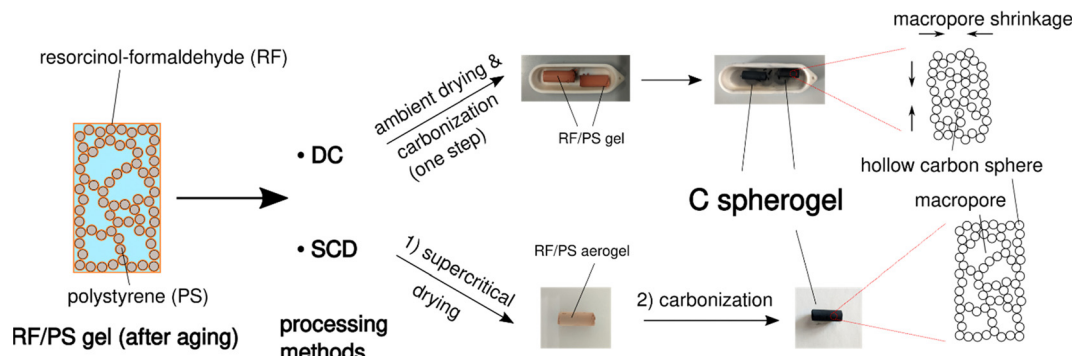 resorcinol-formaldehyde (RF)
polystyrene (PS)
RF/PS gel (after aging)
• DC
• SCD
processing
methods
ambient drying &
carbonization
(one step)
RF/PS gel
macropore shrinkage
hollow carbon sphere
C spherogel
macropore
1) supercritical
drying
RF/PS aerogel
2) carbonization